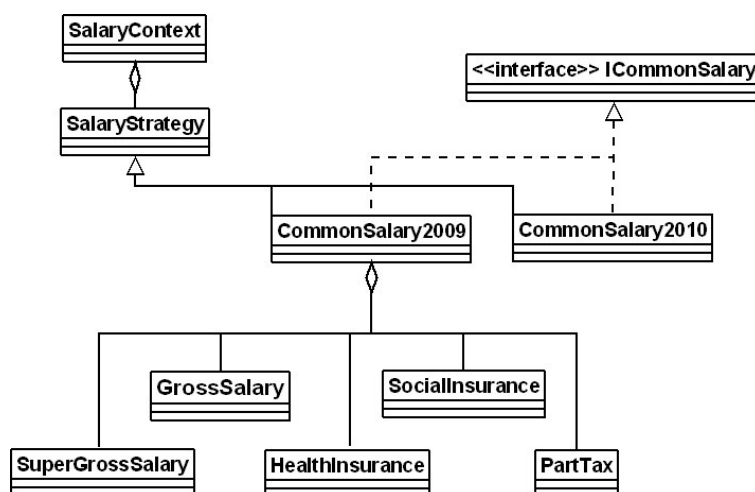 SalaryContext
<<interface>> ICommonSalary
SalaryStrategy
CommonSalary2009
CommonSalary2010
GrossSalary
SocialInsurance
SuperGrossSalary
HealthInsurance
PartTax